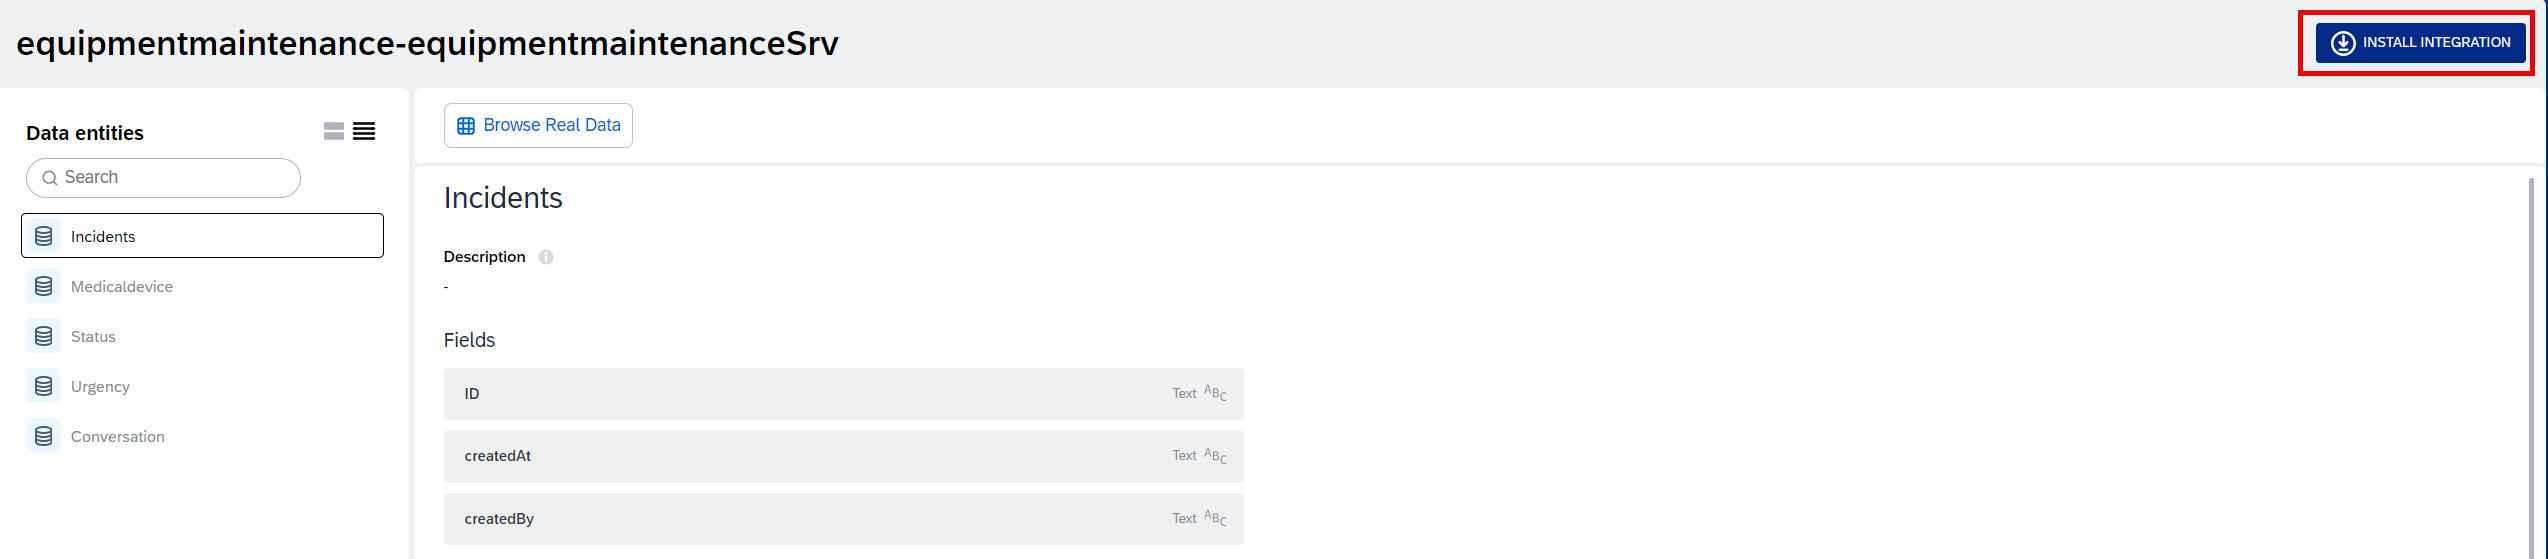 equipmentmaintenance-equipmentmaintenanceSrv
INSTALL INTEGRATION
Data entities
Search
Incidents
Medicaldevice
Status
Urgency
Conversation
Browse Real Data
Incidents
Description
-
Fields
ID Text ABC
createdAt Text ABC
createdBy Text ABC